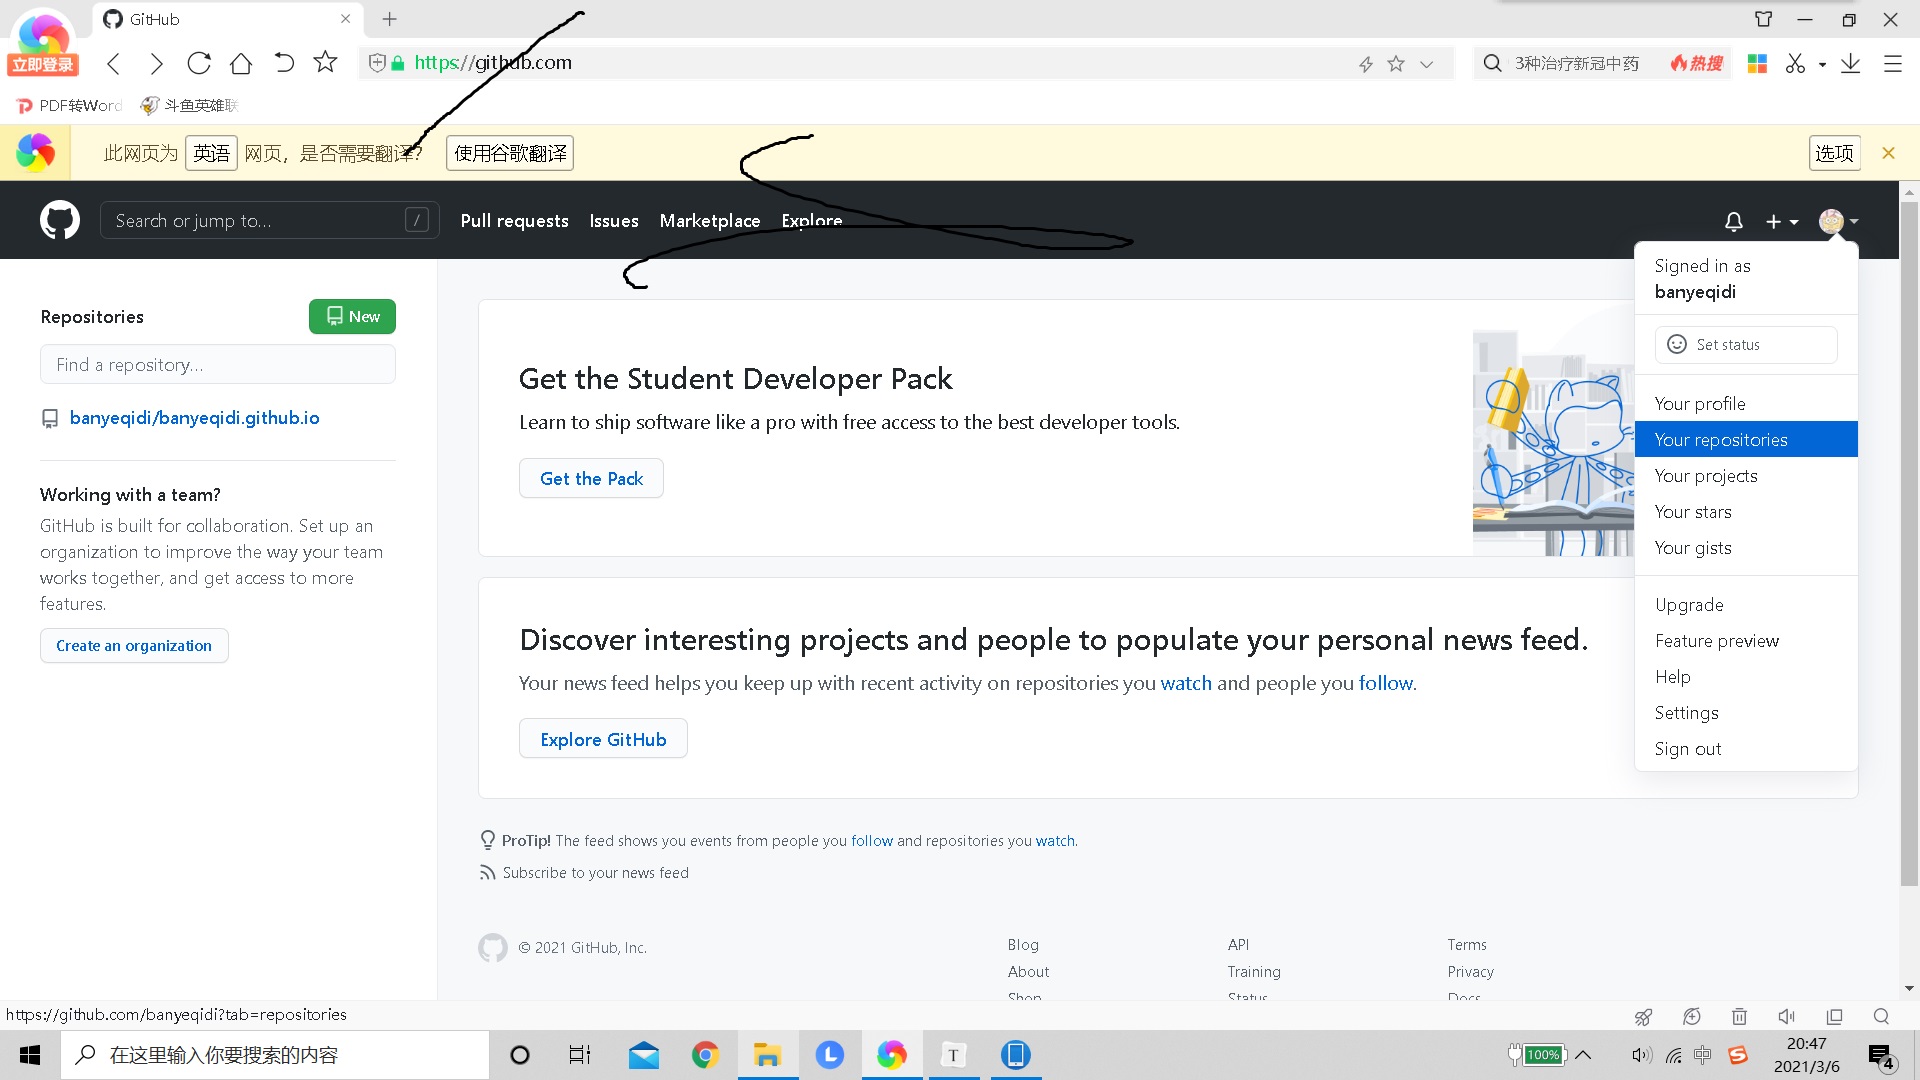 GitHub
立即登录
https://github.com
3种治疗新冠中药
热搜
PDF转Word
斗鱼英雄联
此网页为 英语 网页，是否需要翻译?
使用谷歌翻译
选项
Search or jump to...
/
Pull requests
Issues
Marketplace
Explore
Signed in as
banyeqidi
Set status
Your profile
Your repositories
Your projects
Your stars
Your gists
Upgrade
Feature preview
Help
Settings
Sign out
Repositories
New
Find a repository...
banyeqidi/banyeqidi.github.io
Working with a team?
GitHub is built for collaboration. Set up an
organization to improve the way your team
works together, and get access to more
features.
Create an organization
Get the Student Developer Pack
Learn to ship software like a pro with free access to the best developer tools.
Get the Pack
Discover interesting projects and people to populate your personal news feed.
Your news feed helps you keep up with recent activity on repositories you watch and people you follow.
Explore GitHub
ProTip! The feed shows you events from people you follow and repositories you watch.
Subscribe to your news feed
© 2021 GitHub, Inc.
Blog
API
Terms
About
Training
Privacy
Shop
Status
Docs
https://github.com/banyeqidi?tab=repositories
在这里输入你要搜索的内容
L
T
100%
中
S
20:47
2021/3/6
4